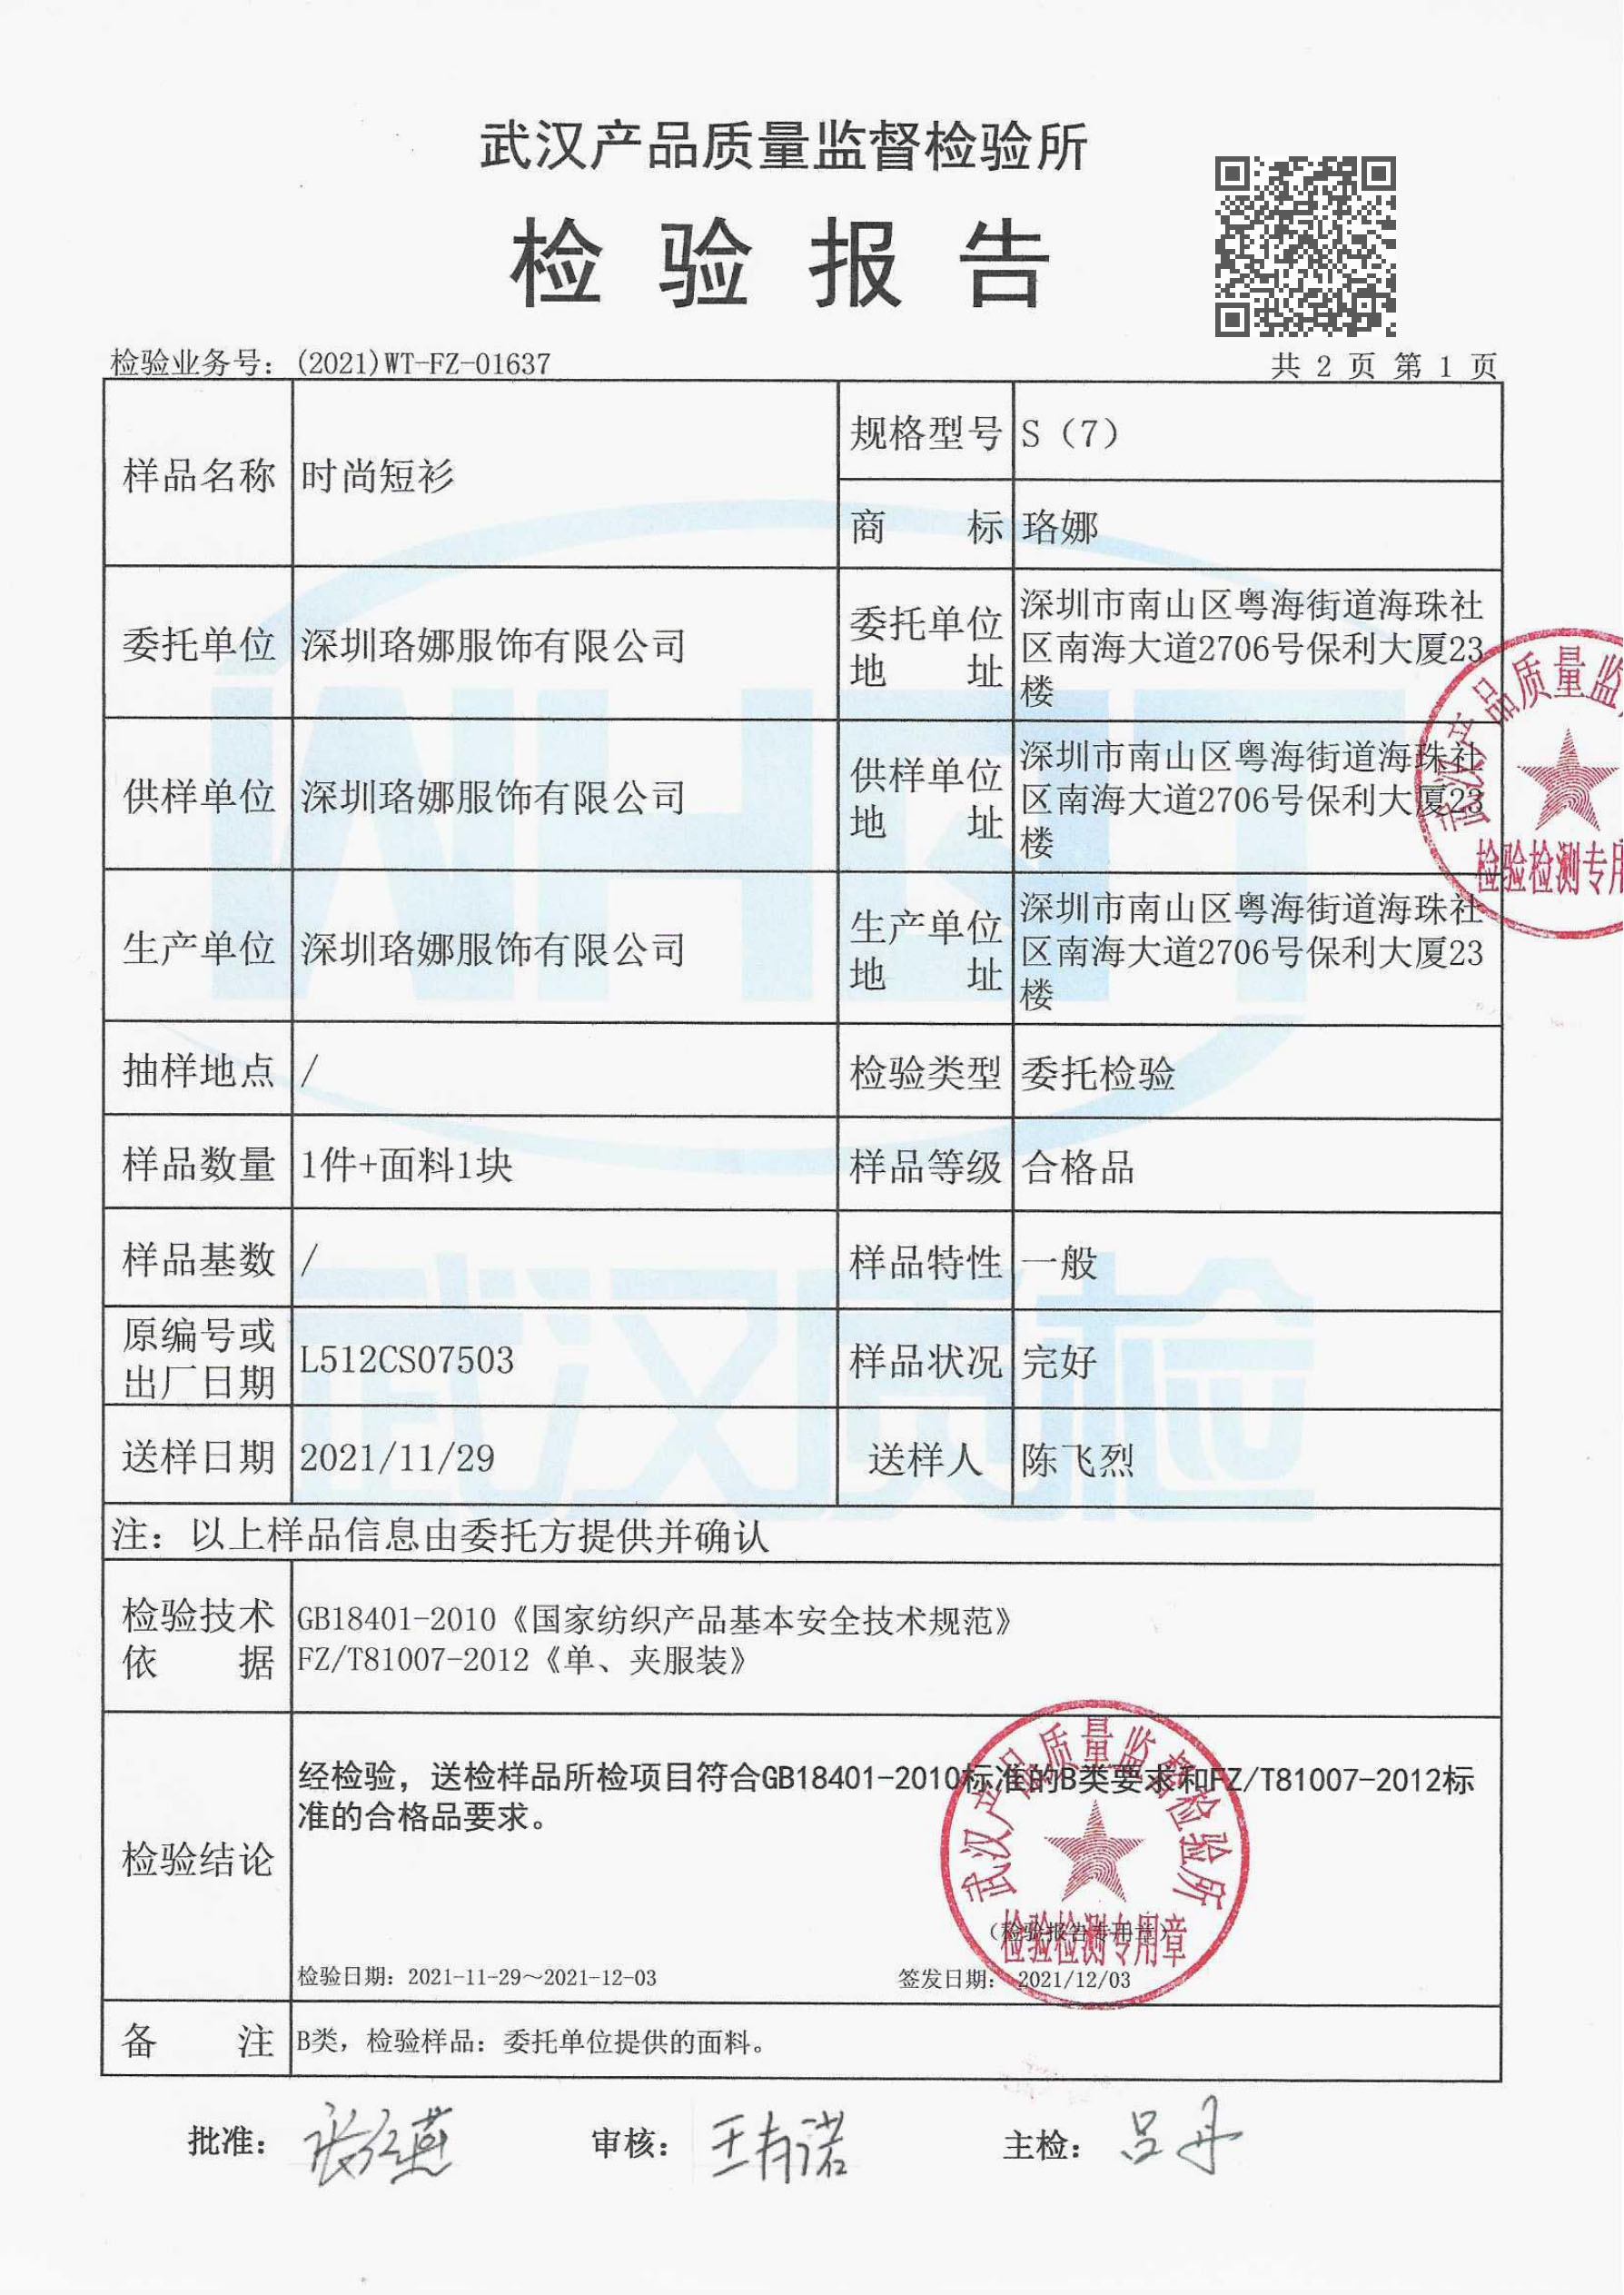 武汉产品质量监督检验所
检验报告
检验业务号：(2021)WT-FZ-01637
共 2 页 第 1 页
样品名称 时尚短衫
规格型号 S（7）
商 标 珞娜
委托单位 深圳珞娜服饰有限公司
委托单位
地 址
深圳市南山区粤海街道海珠社
区南海大道2706号保利大厦23
楼
供样单位 深圳珞娜服饰有限公司
供样单位
地 址
深圳市南山区粤海街道海珠社
区南海大道2706号保利大厦23
楼
生产单位 深圳珞娜服饰有限公司
生产单位
地 址
深圳市南山区粤海街道海珠社
区南海大道2706号保利大厦23
楼
武汉产品质量监
检验检测专用
抽样地点 / 检验类型 委托检验
样品数量 1件+面料1块 样品等级 合格品
样品基数 / 样品特性 一般
原编号或
出厂日期
L512CS07503 样品状况 完好
送样日期 2021/11/29 送样人 陈飞烈
注：以上样品信息由委托方提供并确认
检验技术
依 据
GB18401-2010《国家纺织产品基本安全技术规范》
FZ/T81007-2012《单、夹服装》
检验结论
经检验，送检样品所检项目符合GB18401-2010标准的B类要求和FZ/T81007-2012标
准的合格品要求。
武汉产品质量监督检验所
检验检测专用章
（检验报告专用章）
检验日期：2021-11-29～2021-12-03 签发日期：2021/12/03
备 注 B类，检验样品：委托单位提供的面料。
批准： 审核：王有诺 主检：吕丹
武汉质检